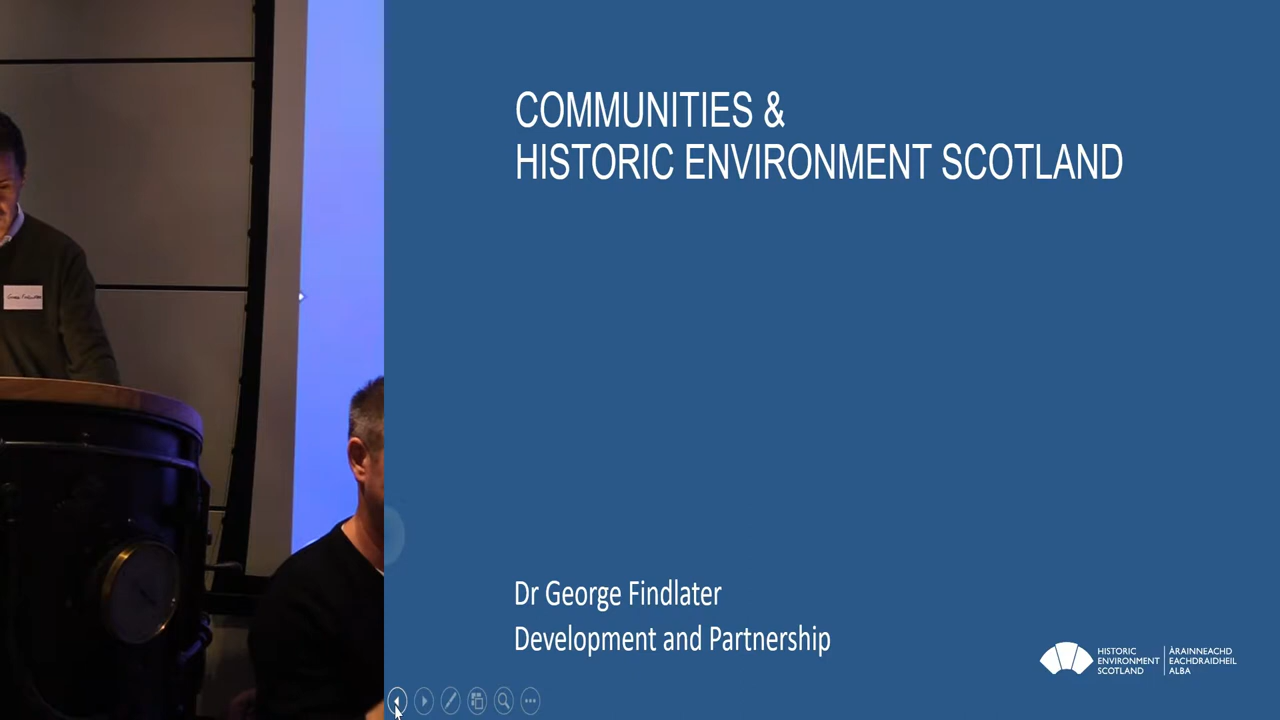 COMMUNITIES &
HISTORIC ENVIRONMENT SCOTLAND
Dr George Findlater
Development and Partnership
HISTORIC
ENVIRONMENT
SCOTLAND
ÀRAINNEACHD
EACHDRAIDHEIL
ALBA